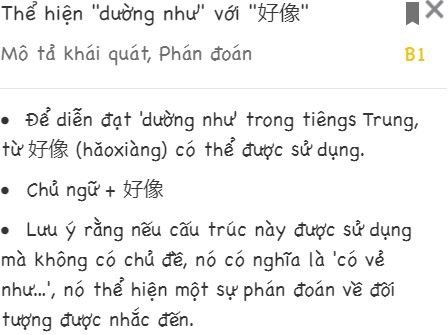 Thể hiện "dường như" với "好像"
Mô tả khái quát, Phán đoán
B1
• Để diễn đạt 'dường như' trong tiêngs Trung,
từ 好像 (hǎoxiàng) có thể được sử dụng.
• Chủ ngữ + 好像
• Lưu ý rằng nếu cấu trúc này được sử dụng
mà không có chủ đề, nó có nghĩa là 'có vẻ
như...', nó thể hiện một sự phán đoán về đối
tượng được nhắc đến.